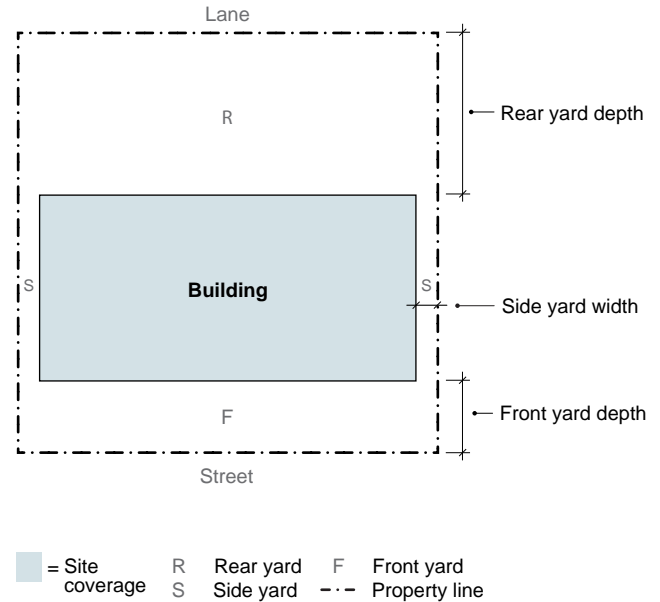 Lane
R
Rear yard depth
S
Building
S
Side yard width
F
Front yard depth
Street
= Site coverage
R Rear yard
S Side yard
F Front yard
Property line